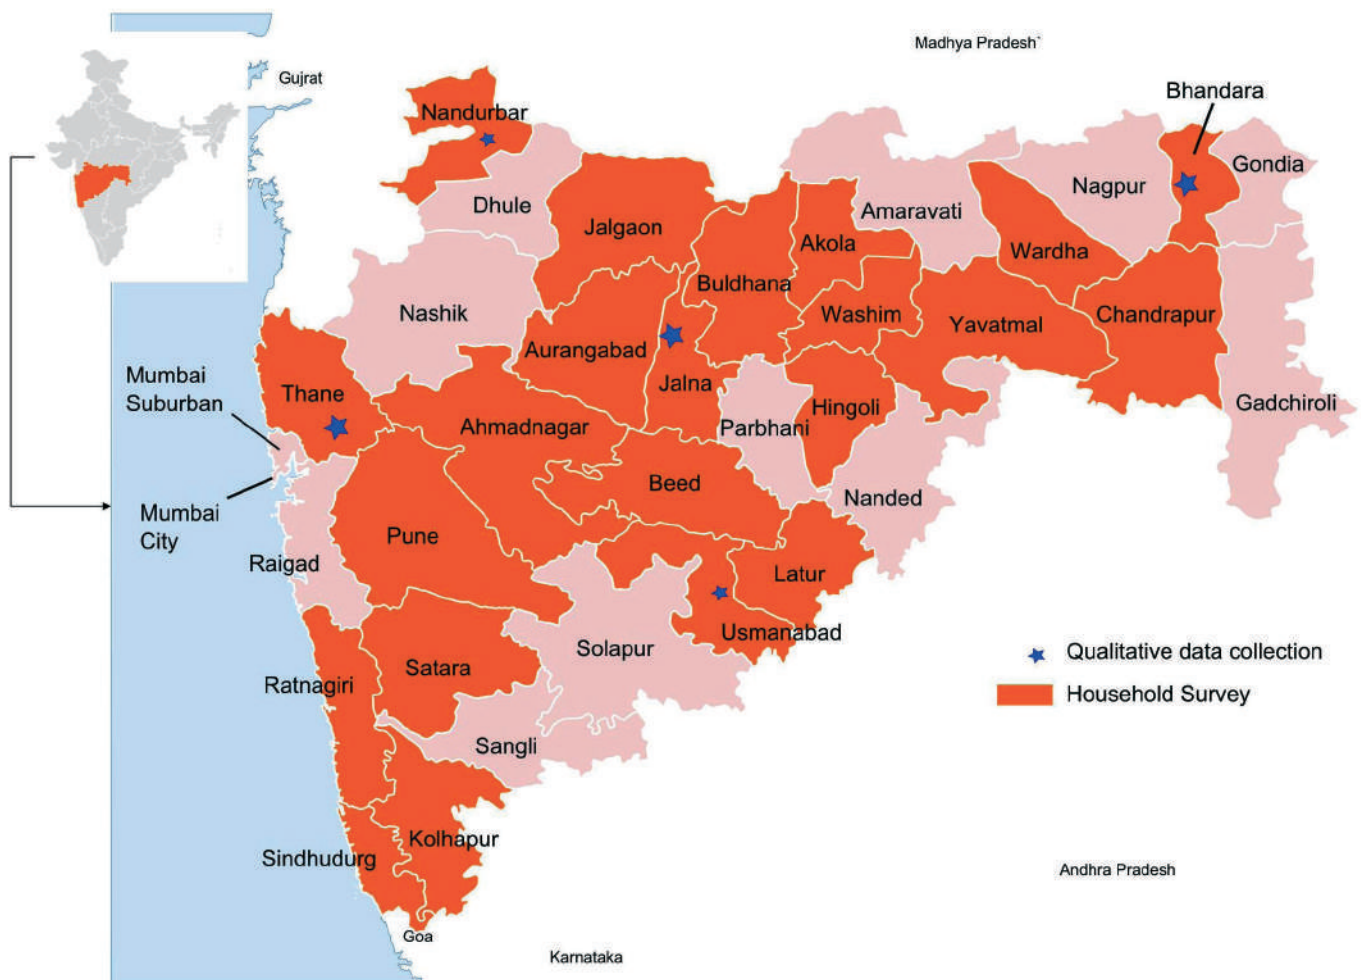 Madhya Pradesh`
Gujrat
Bhandara
Nandurbar
Gondia
Nagpur
Dhule
Amaravati
Jalgaon
Akola
Wardha
Buldhana
Nashik
Washim
Chandrapur
Yavatmal
Aurangabad
Mumbai
Suburban
Thane
Jalna
Hingoli
Gadchiroli
Ahmadnagar
Parbhani
Beed
Nanded
Mumbai
City
Pune
Raigad
Latur
Usmanabad
Solapur
Qualitative data collection
Satara
Ratnagiri
Household Survey
Sangli
Kolhapur
Sindhudurg
Andhra Pradesh
Goa
Karnataka